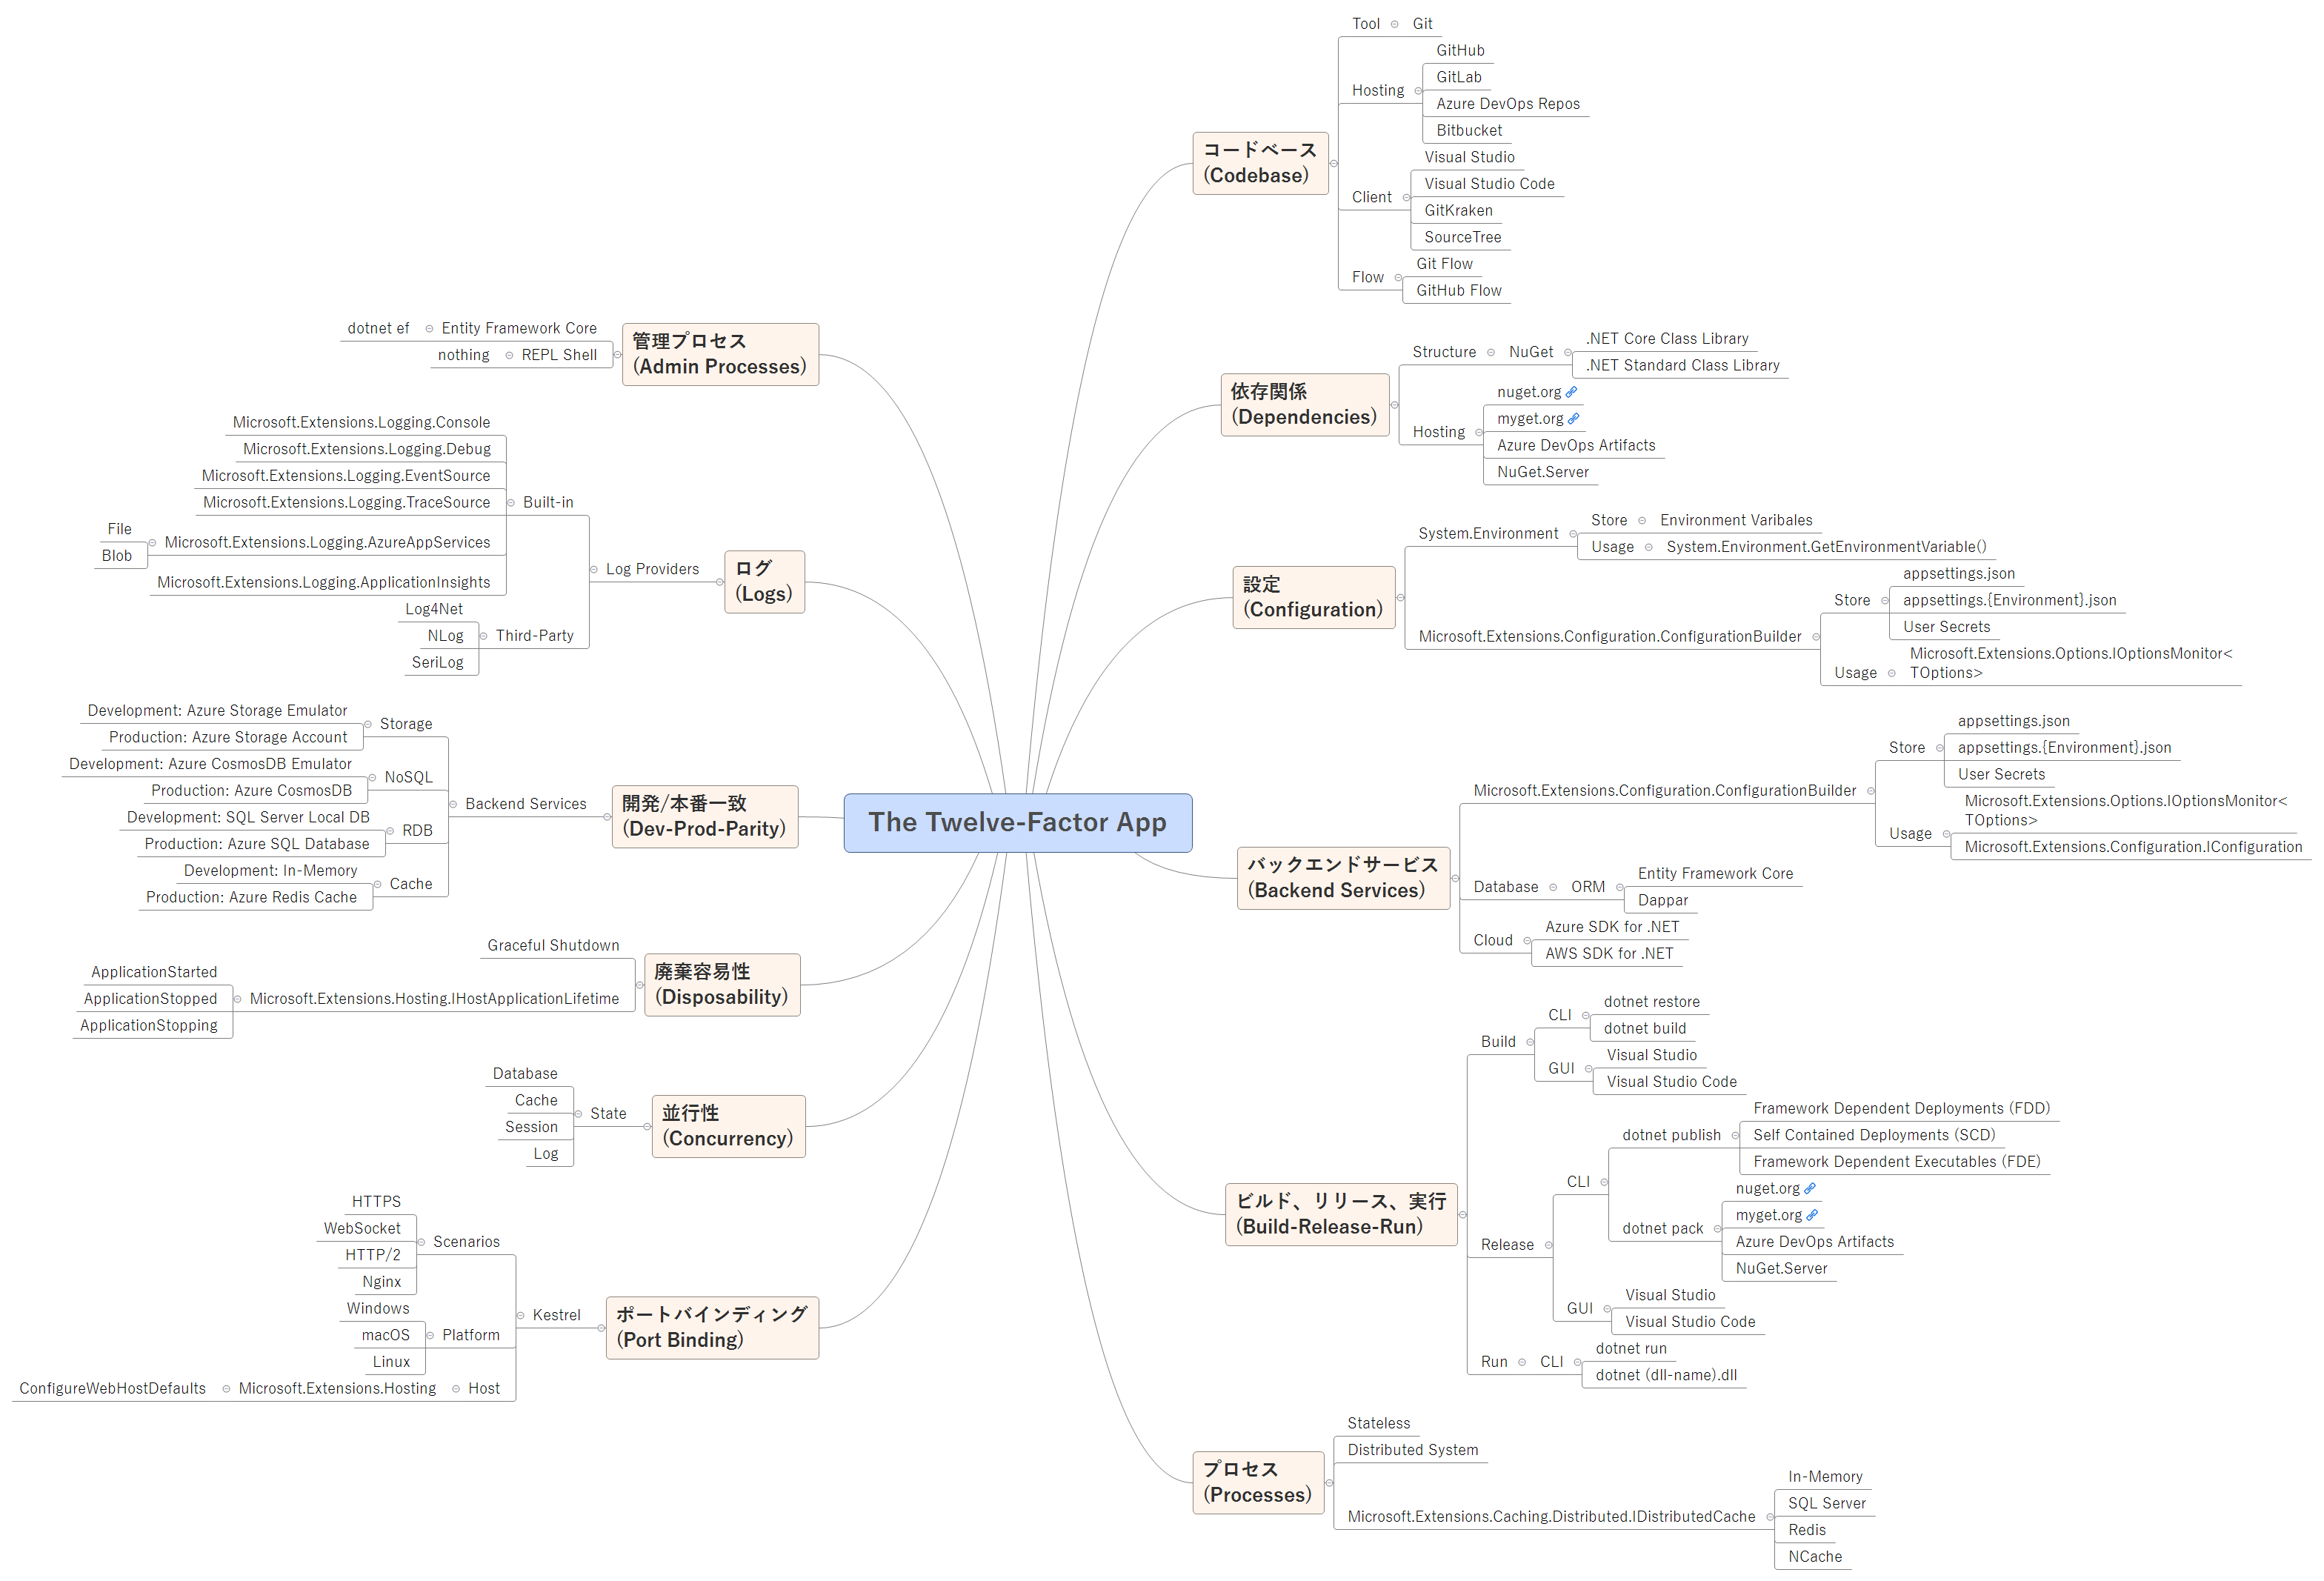 The Twelve-Factor App
コードベース
(Codebase)
Tool
Git
Hosting
GitHub
GitLab
Azure DevOps Repos
Bitbucket
Client
Visual Studio
Visual Studio Code
GitKraken
SourceTree
Flow
Git Flow
GitHub Flow
依存関係
(Dependencies)
Structure
NuGet
.NET Core Class Library
.NET Standard Class Library
Hosting
nuget.org
myget.org
Azure DevOps Artifacts
NuGet.Server
設定
(Configuration)
System.Environment
Store
Environment Varibales
Usage
System.Environment.GetEnvironmentVariable()
Microsoft.Extensions.Configuration.ConfigurationBuilder
Store
appsettings.json
appsettings.{Environment}.json
User Secrets
Usage
Microsoft.Extensions.Options.IOptionsMonitor<
TOptions>
バックエンドサービス
(Backend Services)
Microsoft.Extensions.Configuration.ConfigurationBuilder
Store
appsettings.json
appsettings.{Environment}.json
User Secrets
Usage
Microsoft.Extensions.Options.IOptionsMonitor<
TOptions>
Microsoft.Extensions.Configuration.IConfiguration
Database
ORM
Entity Framework Core
Dappar
Cloud
Azure SDK for .NET
AWS SDK for .NET
ビルド、リリース、実行
(Build-Release-Run)
Build
CLI
dotnet restore
dotnet build
GUI
Visual Studio
Visual Studio Code
Release
CLI
dotnet publish
Framework Dependent Deployments (FDD)
Self Contained Deployments (SCD)
Framework Dependent Executables (FDE)
dotnet pack
nuget.org
myget.org
Azure DevOps Artifacts
NuGet.Server
GUI
Visual Studio
Visual Studio Code
Run
CLI
dotnet run
dotnet (dll-name).dll
プロセス
(Processes)
Stateless
Distributed System
Microsoft.Extensions.Caching.Distributed.IDistributedCache
In-Memory
SQL Server
Redis
NCache
管理プロセス
(Admin Processes)
Entity Framework Core
dotnet ef
REPL Shell
nothing
ログ
(Logs)
Log Providers
Built-in
Microsoft.Extensions.Logging.Console
Microsoft.Extensions.Logging.Debug
Microsoft.Extensions.Logging.EventSource
Microsoft.Extensions.Logging.TraceSource
Microsoft.Extensions.Logging.AzureAppServices
File
Blob
Microsoft.Extensions.Logging.ApplicationInsights
Third-Party
Log4Net
NLog
SeriLog
開発/本番一致
(Dev-Prod-Parity)
Backend Services
Storage
Development: Azure Storage Emulator
Production: Azure Storage Account
NoSQL
Development: Azure CosmosDB Emulator
Production: Azure CosmosDB
RDB
Development: SQL Server Local DB
Production: Azure SQL Database
Cache
Development: In-Memory
Production: Azure Redis Cache
廃棄容易性
(Disposability)
Graceful Shutdown
Microsoft.Extensions.Hosting.IHostApplicationLifetime
ApplicationStarted
ApplicationStopped
ApplicationStopping
並行性
(Concurrency)
State
Database
Cache
Session
Log
ポートバインディング
(Port Binding)
Kestrel
Scenarios
HTTPS
WebSocket
HTTP/2
Nginx
Platform
Windows
macOS
Linux
Host
Microsoft.Extensions.Hosting
ConfigureWebHostDefaults